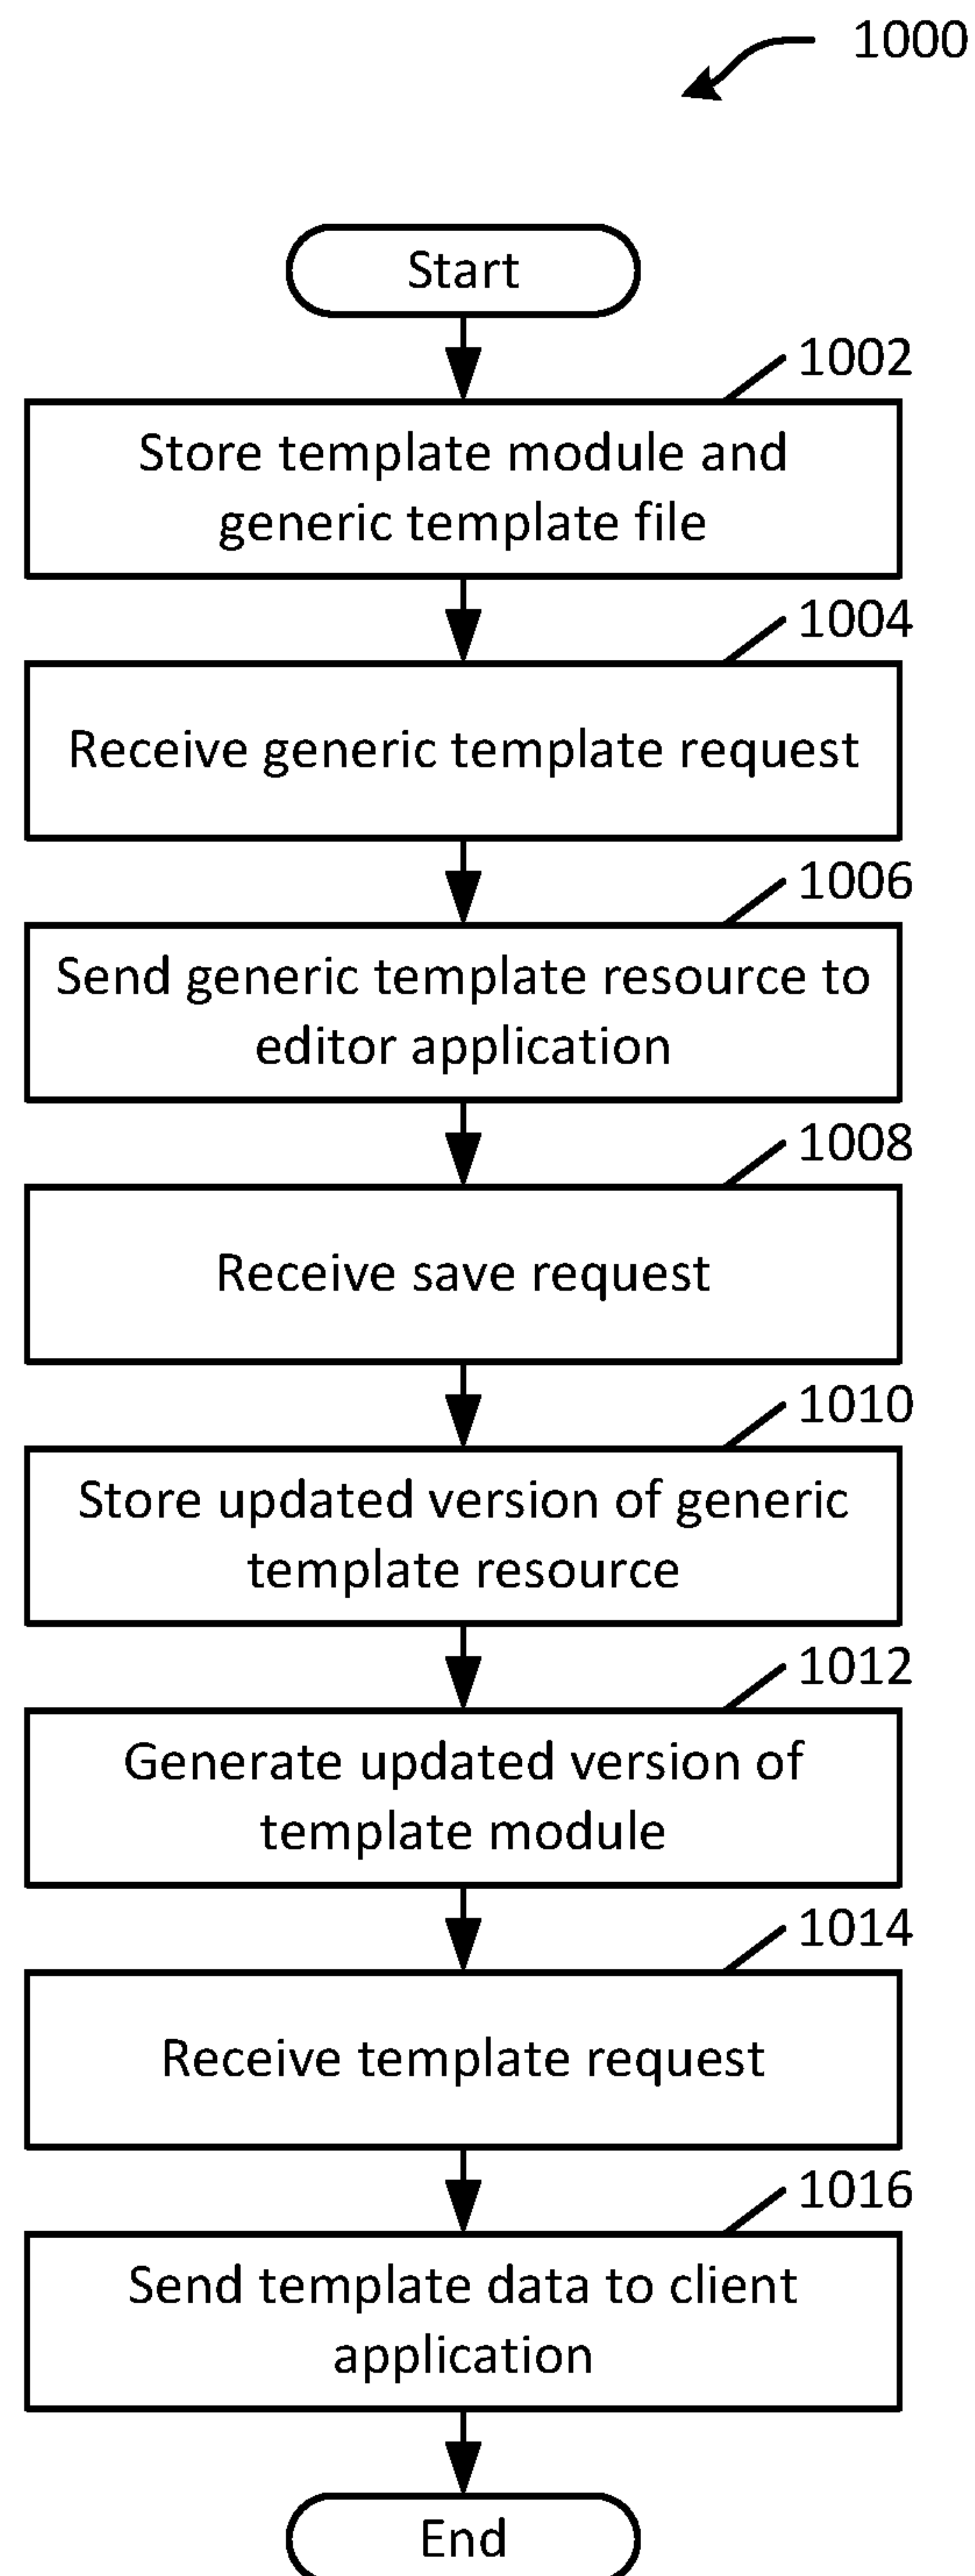 1000
Start
1002
Store template module and
generic template file
1004
Receive generic template request
1006
Send generic template resource to
editor application
1008
Receive save request
1010
Store updated version of generic
template resource
1012
Generate updated version of
template module
1014
Receive template request
1016
Send template data to client
application
End